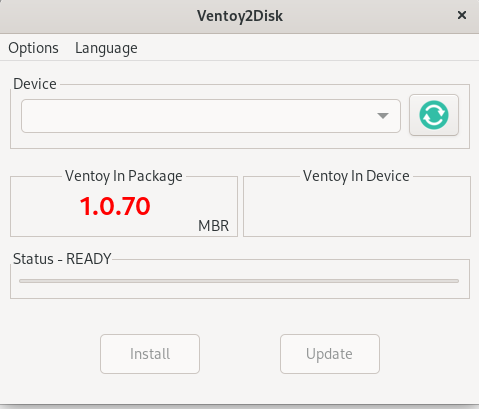 Ventoy2Disk
Options Language
Device
Ventoy In Package
1.0.70
MBR
Ventoy In Device
Status - READY
Install Update